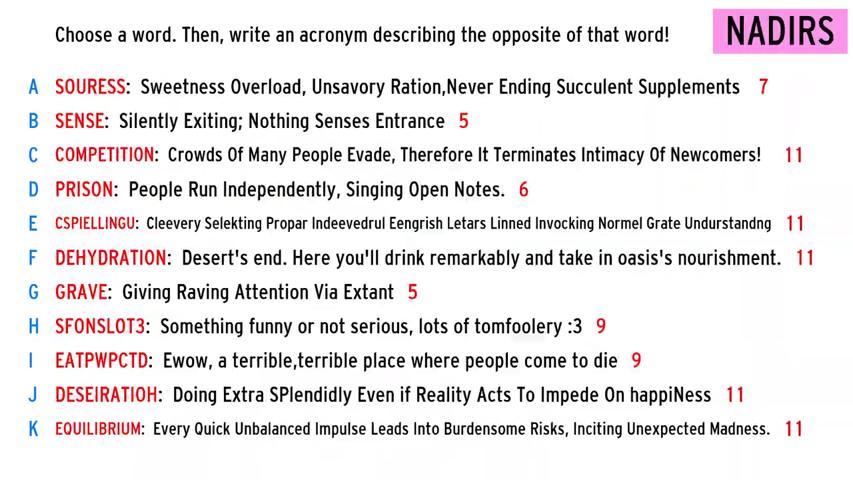 Choose a word. Then, write an acronym describing the opposite of that word!
NADIRS
A SOURESS: Sweetness Overload, Unsavory Ration,Never Ending Succulent Supplements 7
B SENSE: Silently Exiting; Nothing Senses Entrance 5
C COMPETITION: Crowds Of Many People Evade, Therefore It Terminates Intimacy Of Newcomers! 11
D PRISON: People Run Independently, Singing Open Notes. 6
E CSPIELLINGU: Cleevery Selekting Propar Indeevedrul Eengrish Letars Linned Invocking Normel Grate Undurstandng 11
F DEHYDRATION: Desert's end. Here you'll drink remarkably and take in oasis's nourishment. 11
G GRAVE: Giving Raving Attention Via Extant 5
H SFONSLOT3: Something funny or not serious, lots of tomfoolery :3 9
I EATPWPCTD: Ewow, a terrible,terrible place where people come to die 9
J DESEIRATIOH: Doing Extra SPlendidly Even if Reality Acts To Impede On happiNess 11
K EQUILIBRIUM: Every Quick Unbalanced Impulse Leads Into Burdensome Risks, Inciting Unexpected Madness. 11